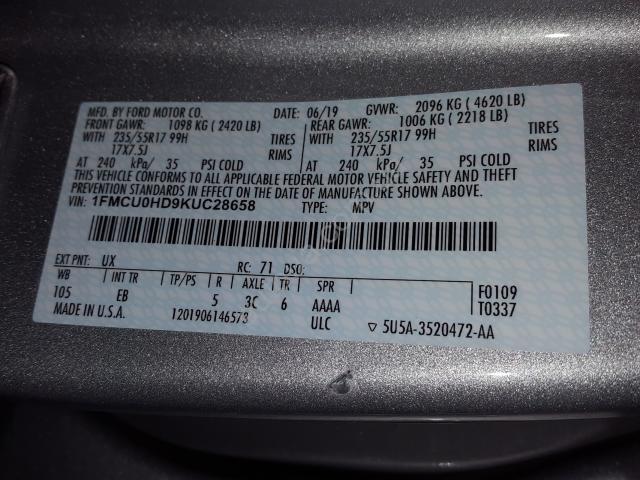 MFD. BY FORD MOTOR CO. DATE: 06/19 GVWR: 2096 KG ( 4620 LB)
FRONT GAWR: 1098 KG ( 2420 LB) REAR GAWR: 1006 KG ( 2218 LB)
WITH 235/55R17 99H TIRES WITH 235/55R17 99H TIRES
17X7.5J RIMS 17X7.5J RIMS
AT 240 kPa/ 35 PSI COLD AT 240 kPa/ 35 PSI COLD
THIS VEHICLE CONFORMS TO ALL APPLICABLE FEDERAL MOTOR VEHICLE SAFETY AND THEFT
PREVENTION STANDARDS IN EFFECT ON THE DATE OF MANUFACTURE SHOWN ABOVE.
VIN: 1FMCU0HD9KUC28658 TYPE: MPV
EXT PNT: UX RC: 71 DSO:
WB INT TR TP/PS R AXLE TR SPR
105 EB 5 3C 6 AAAA F0109
MADE IN U.S.A. 1201906146573 ULC T0337
5U5A-3520472-AA